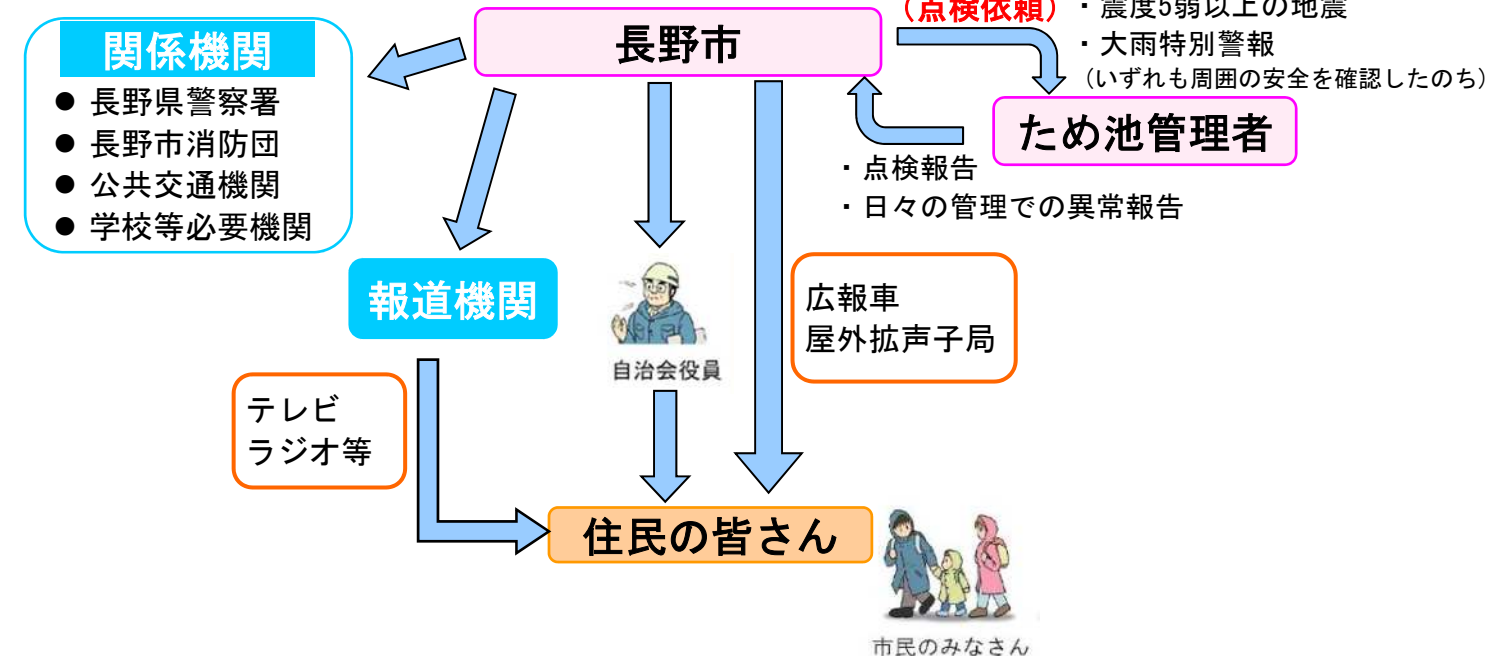 （点検依頼）・震度5弱以上の地震
・大雨特別警報
（いずれも周囲の安全を確認したのち）
長野市
関係機関
● 長野県警察署
● 長野市消防団
● 公共交通機関
● 学校等必要機関
ため池管理者
・点検報告
・日々の管理での異常報告
報道機関
自治会役員
広報車
屋外拡声子局
テレビ
ラジオ等
住民の皆さん
市民のみなさん